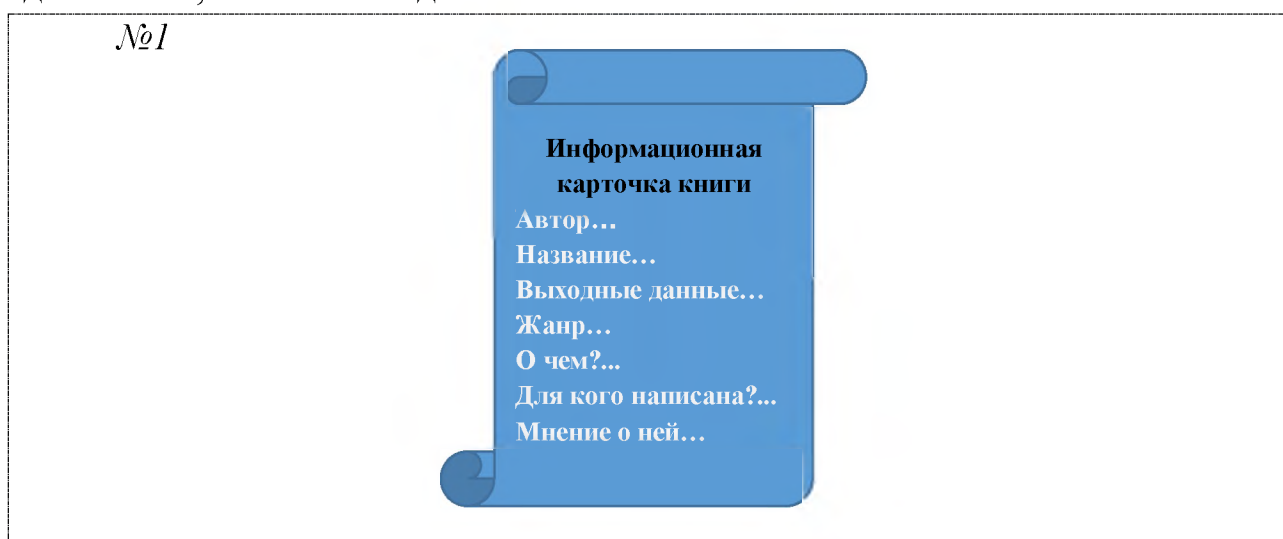 №1
Информационная
карточка книги
Автор…
Название…
Выходные данные…
Жанр…
О чем?...
Для кого написана?...
Мнение о ней…